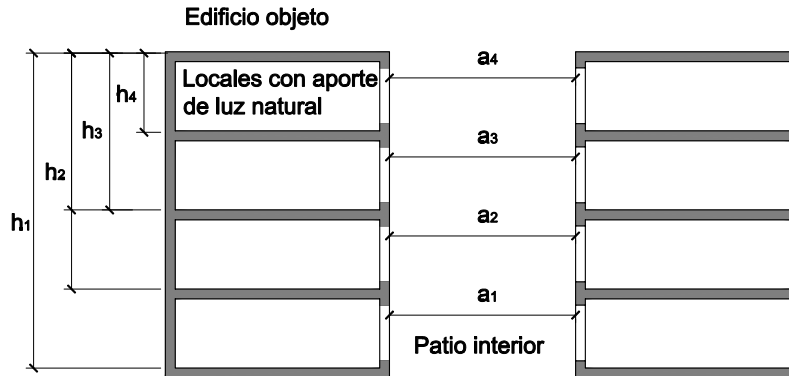 Edificio objeto
a4
Locales con aporte
de luz natural
h4
h3
a3
h2
a2
h1
a1
Patio interior